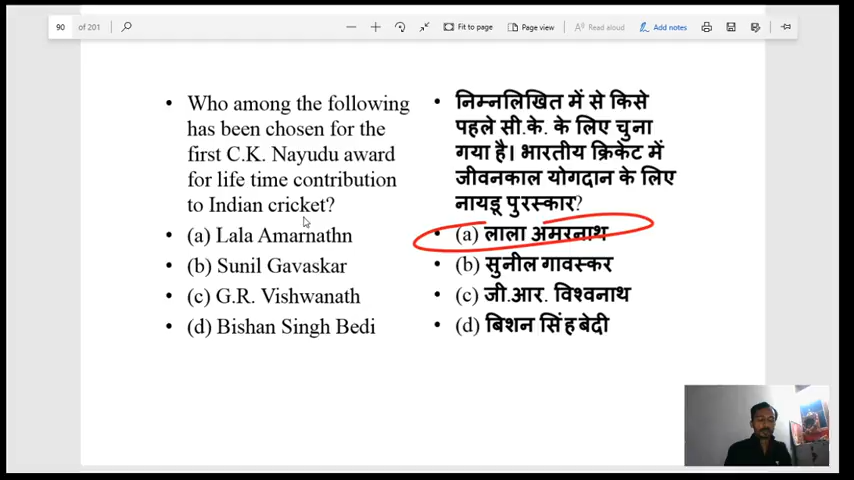 90 of 201 Fit to page Page view Read aloud Add notes
• Who among the following
has been chosen for the
first C.K. Nayudu award
for life time contribution
to Indian cricket?
• (a) Lala Amarnathn
• (b) Sunil Gavaskar
• (c) G.R. Vishwanath
• (d) Bishan Singh Bedi
• निम्नलिखित में से किसे
पहले सी.के. के लिए चुना
गया है। भारतीय क्रिकेट में
जीवनकाल योगदान के लिए
नायडू पुरस्कार?
• (a) लाला अमरनाथ
• (b) सुनील गावस्कर
• (c) जी.आर. विश्वनाथ
• (d) बिशन सिंह बेदी